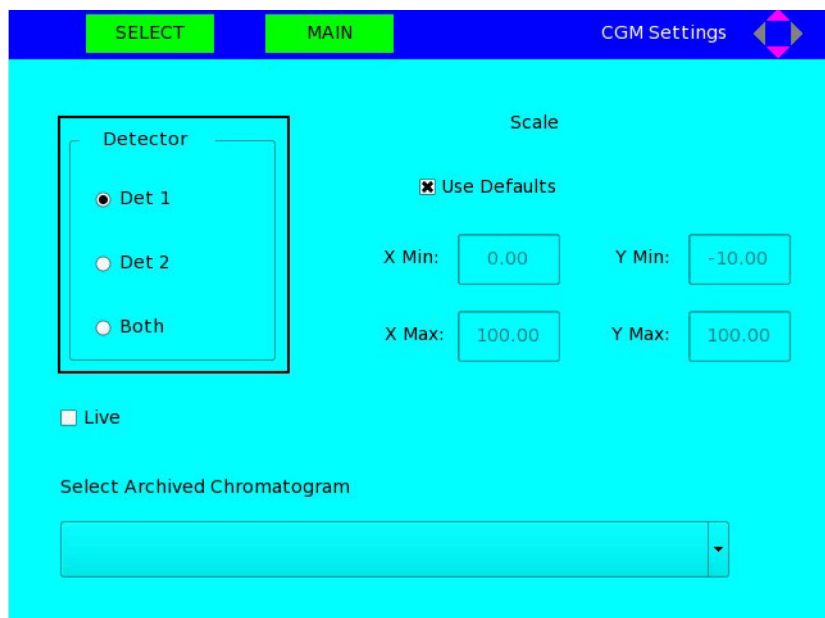 SELECT MAIN CGM Settings
Detector
Det 1
Det 2
Both
Scale
Use Defaults
X Min: 0.00 Y Min: -10.00
X Max: 100.00 Y Max: 100.00
Live
Select Archived Chromatogram